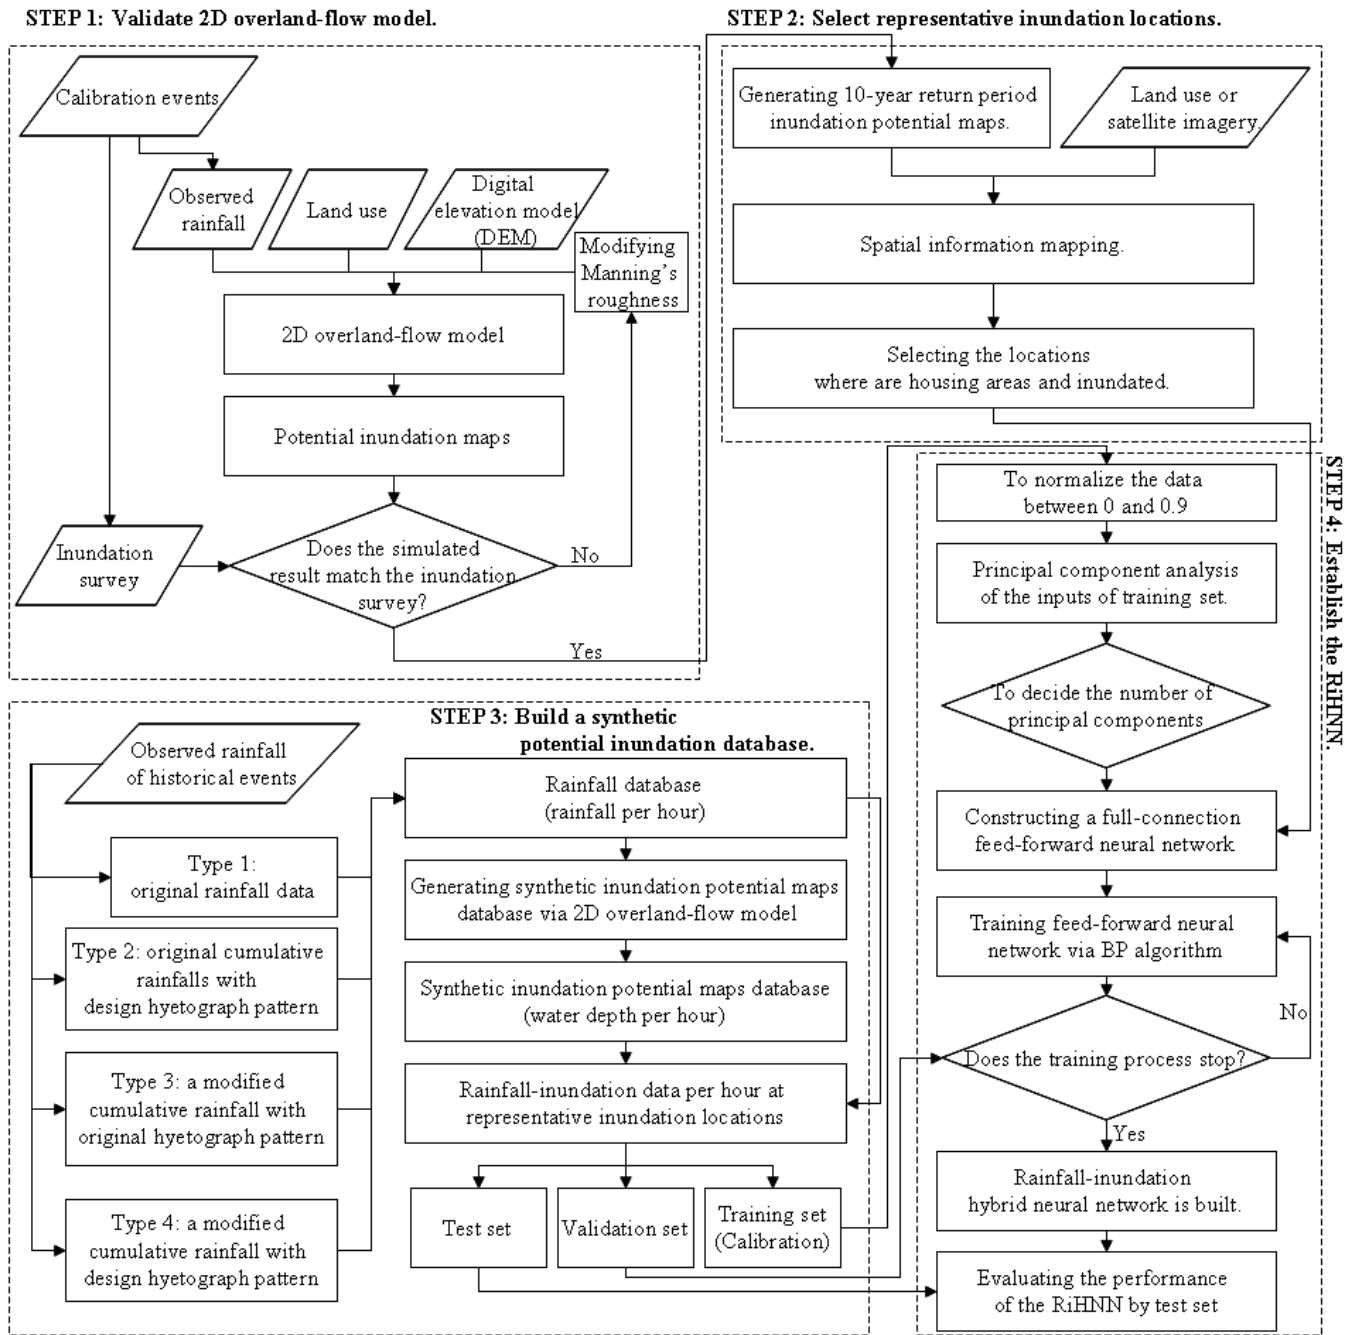 STEP 1: Validate 2D overland-flow model.
Calibration events
Observed
rainfall
Land use
Digital
elevation model
(DEM)
Modifying
Manning's
roughness
2D overland-flow model
Potential inundation maps
Inundation
survey
Does the simulated
result match the inundation
survey?
No
Yes
STEP 2: Select representative inundation locations.
Generating 10-year return period
inundation potential maps.
Land use or
satellite imagery.
Spatial information mapping.
Selecting the locations
where are housing areas and inundated.
STEP 3: Build a synthetic
potential inundation database.
Observed rainfall
of historical events
Type 1:
original rainfall data
Type 2: original cumulative
rainfalls with
design hyetograph pattern
Type 3: a modified
cumulative rainfall with
original hyetograph pattern
Type 4: a modified
cumulative rainfall with
design hyetograph pattern
Rainfall database
(rainfall per hour)
Generating synthetic inundation potential maps
database via 2D overland-flow model
Synthetic inundation potential maps database
(water depth per hour)
Rainfall-inundation data per hour at
representative inundation locations
Test set
Validation set
Training set
(Calibration)
STEP 4: Establish the RiHNN.
To normalize the data
between 0 and 0.9
Principal component analysis
of the inputs of training set.
To decide the number of
principal components
Constructing a full-connection
feed-forward neural network
Training feed-forward neural
network via BP algorithm
No
Does the training process stop?
Yes
Rainfall-inundation
hybrid neural network is built.
Evaluating the performance
of the RiHNN by test set